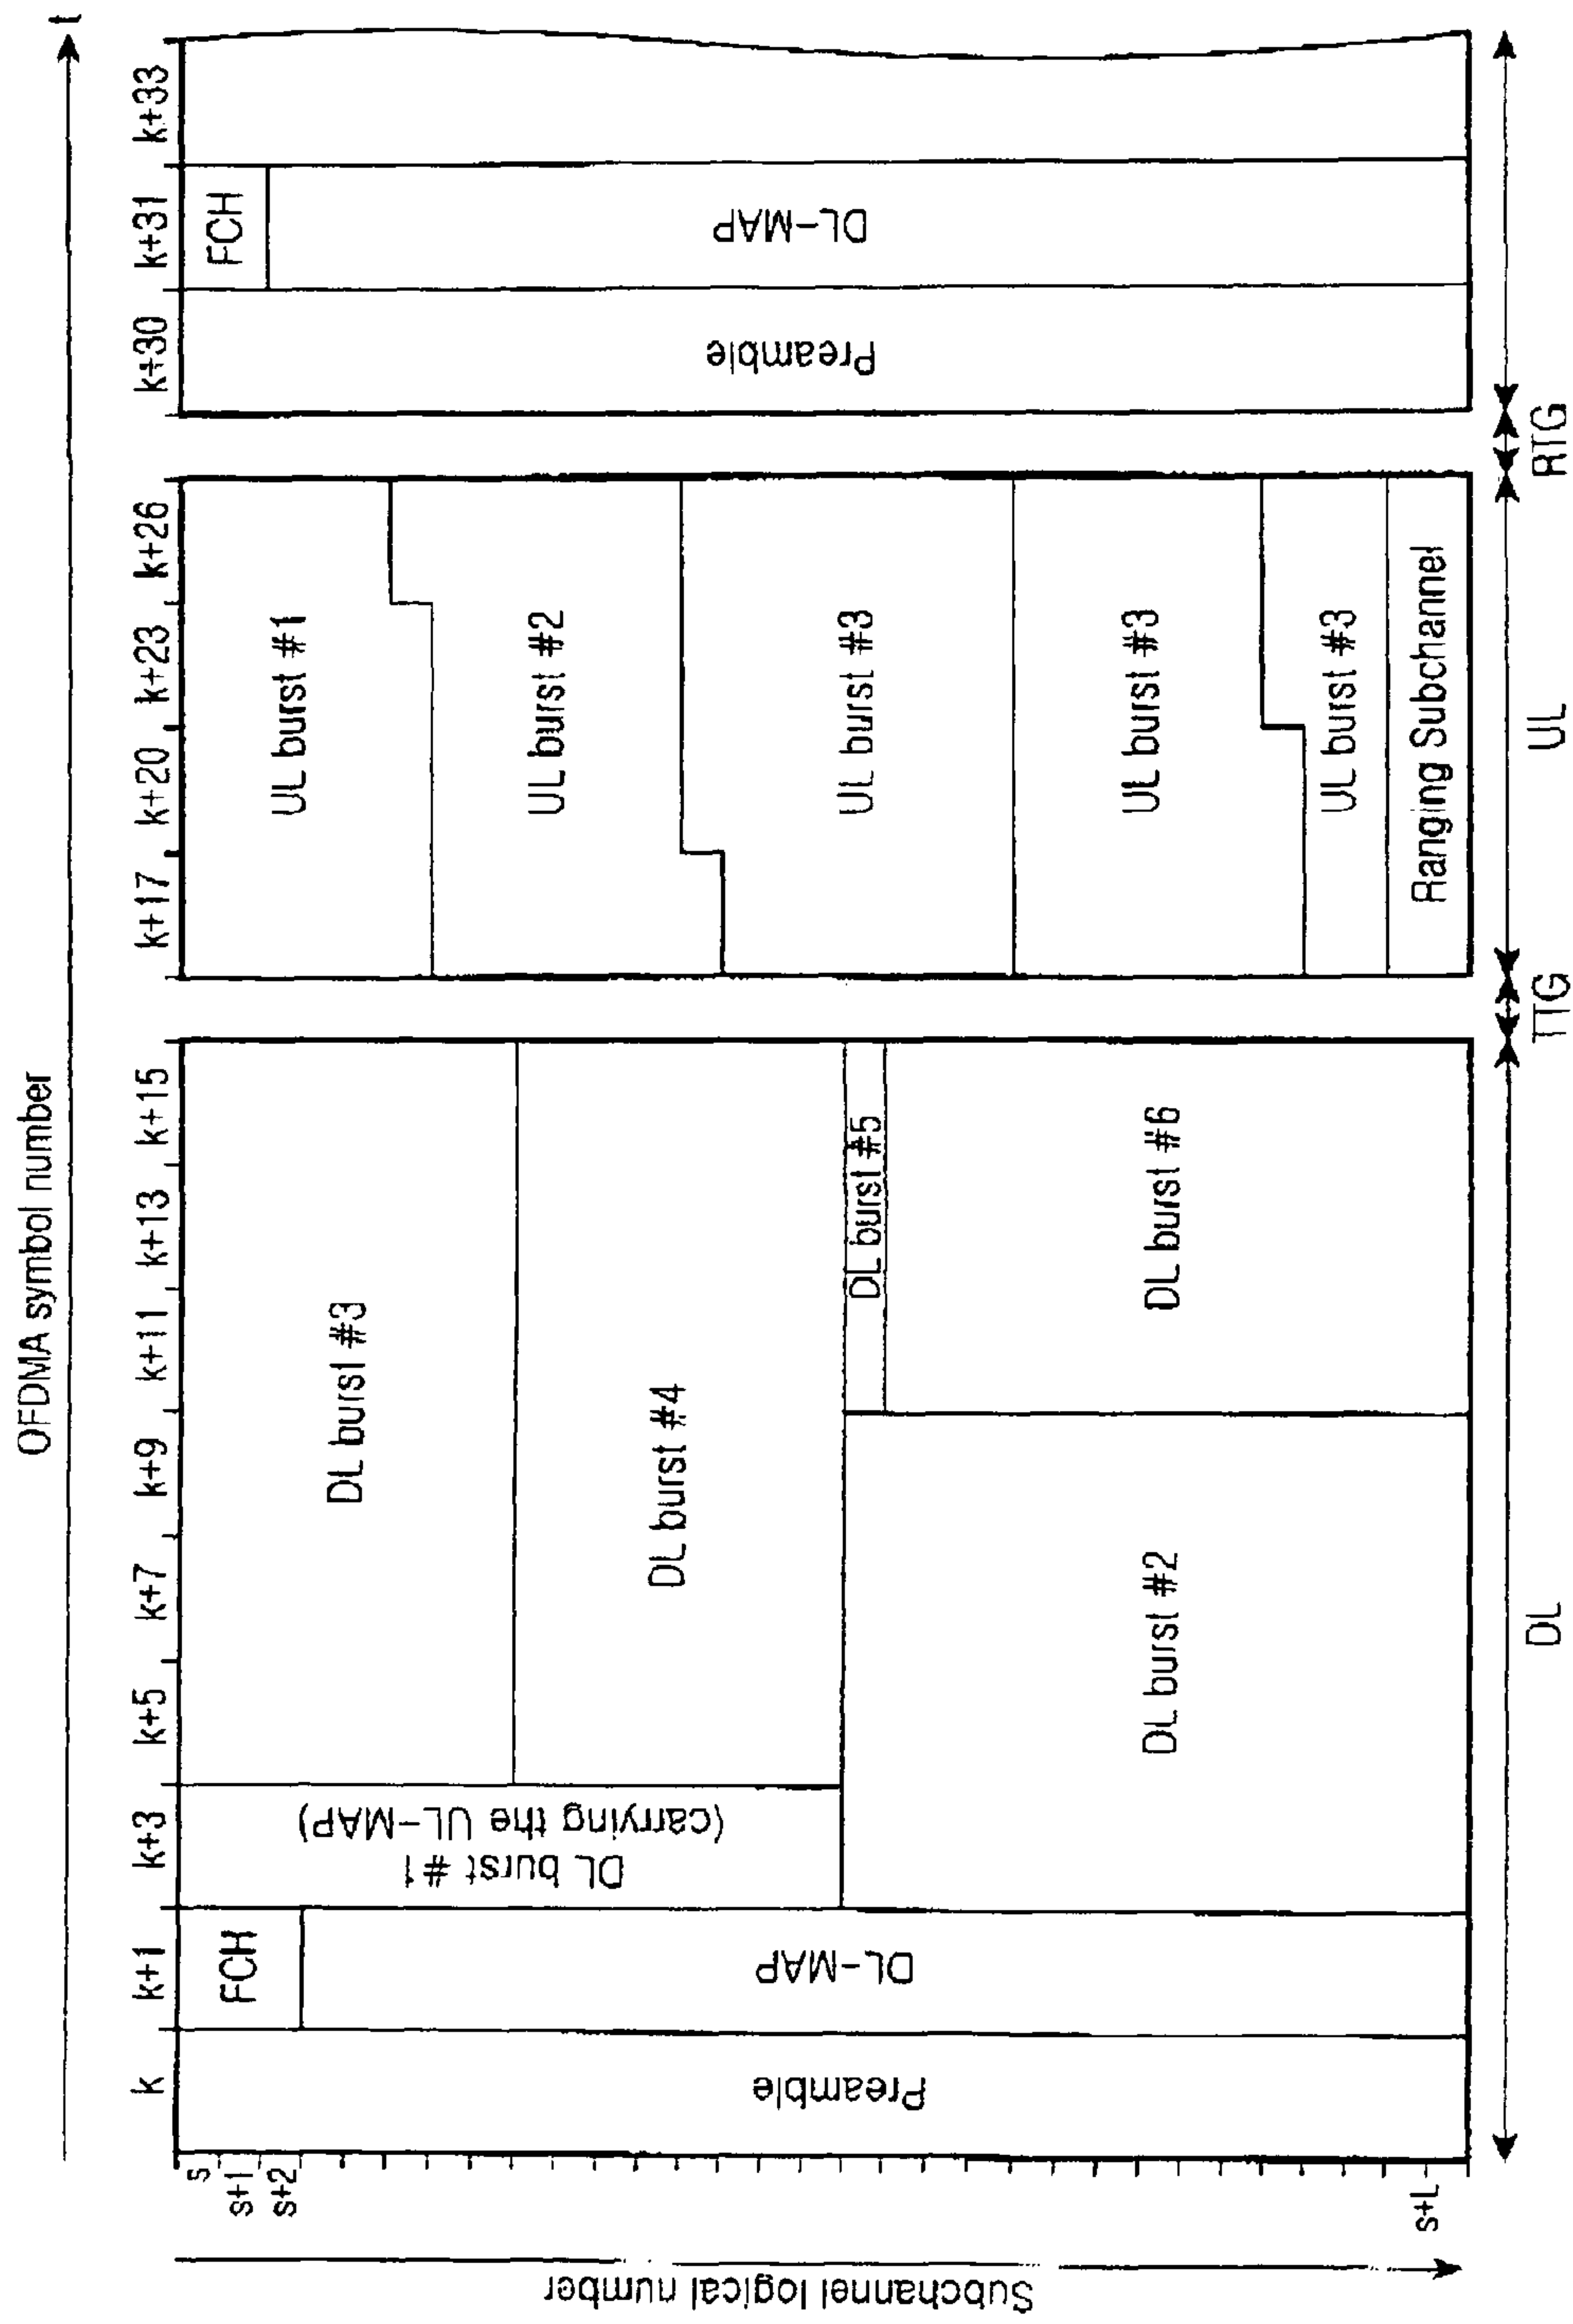 OFDMA symbol number
t
k
k+1
k+3
k+5
k+7
k+9
k+11
k+13
k+15
k+17
k+20
k+23
k+26
k+30
k+31
k+33
Subchannel logical number
s
s+1
s+2
s+L
Preamble
FCH
DL-MAP
DL burst #1
(carrying the UL-MAP)
DL burst #3
DL burst #4
DL burst #2
DL burst #5
DL burst #6
UL burst #1
UL burst #2
UL burst #3
UL burst #3
UL burst #3
Ranging Subchannel
Preamble
FCH
DL-MAP
DL
TTG
UL
RTG